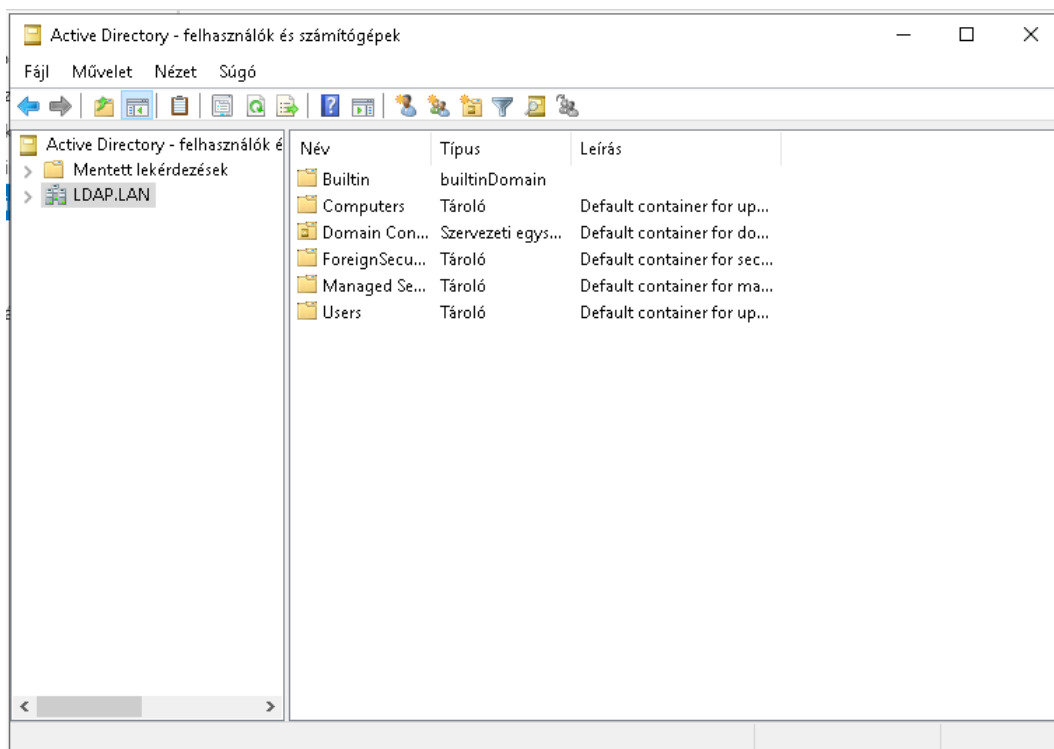 Active Directory - felhasználók és számítógépek
Fájl Művelet Nézet Súgó
Active Directory - felhasználók é
Mentett lekérdezések
LDAP.LAN
Név Típus Leírás
Builtin builtinDomain
Computers Tároló Default container for up...
Domain Con... Szervezeti egys... Default container for do...
ForeignSecu... Tároló Default container for sec...
Managed Se... Tároló Default container for ma...
Users Tároló Default container for up...